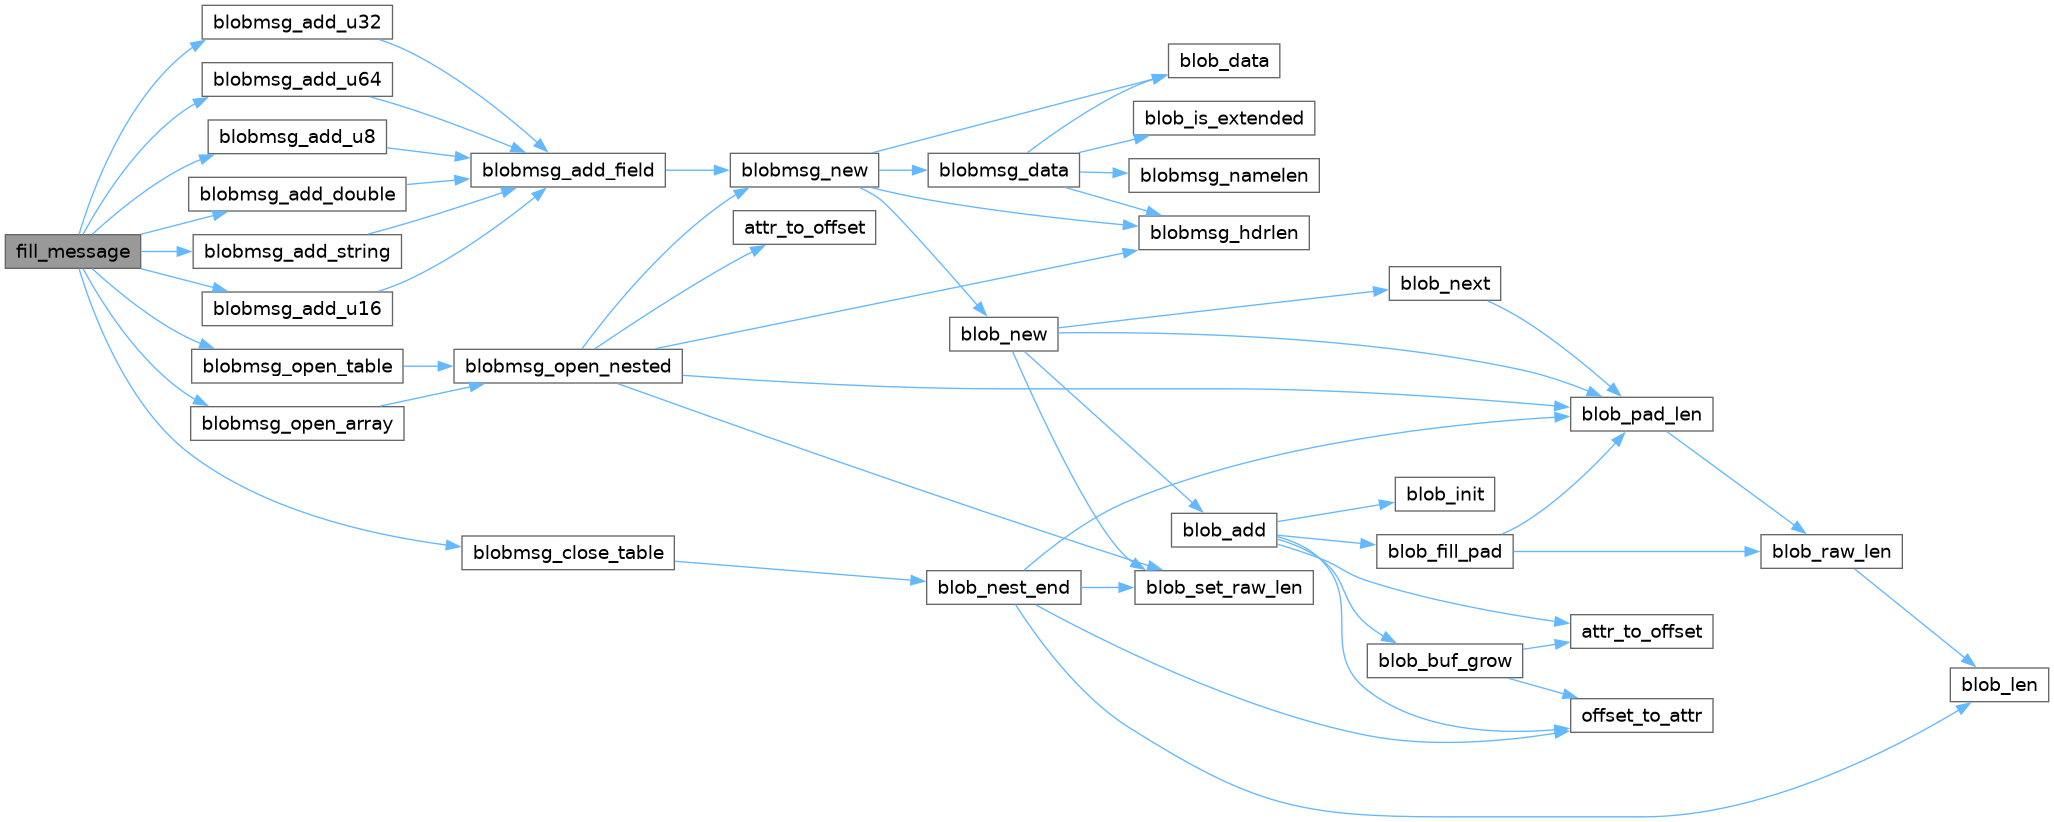 fill_message
blobmsg_add_u32
blobmsg_add_u64
blobmsg_add_u8
blobmsg_add_double
blobmsg_add_string
blobmsg_add_u16
blobmsg_open_table
blobmsg_open_array
blobmsg_close_table
blobmsg_add_field
blobmsg_open_nested
blobmsg_new
attr_to_offset
blobmsg_data
blob_new
blob_nest_end
blob_data
blob_is_extended
blobmsg_namelen
blobmsg_hdrlen
blob_add
blob_set_raw_len
blob_next
blob_init
blob_fill_pad
blob_buf_grow
blob_pad_len
attr_to_offset
offset_to_attr
blob_raw_len
blob_len